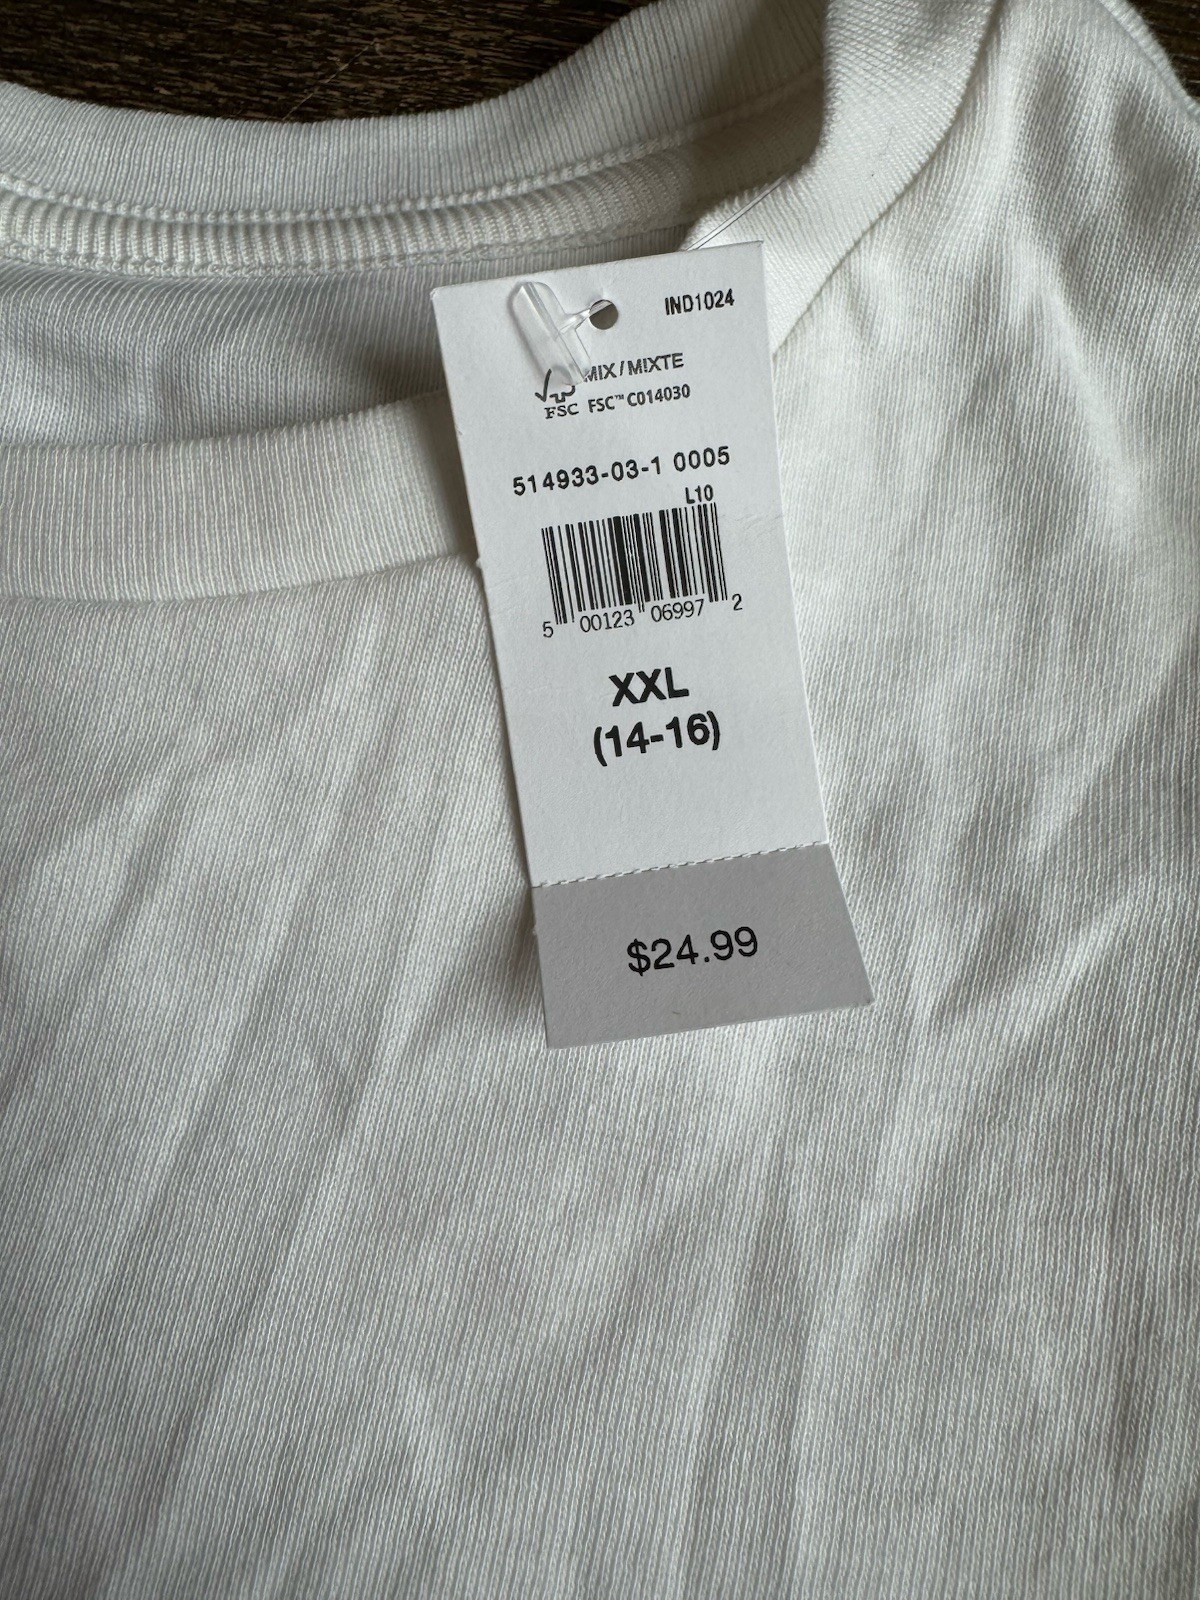 IND1024
MIX/MIXTE
FSC FSC™ C014030
514933-03-1 0005
L10
5 00123 06997 2
XXL
(14-16)
$24.99